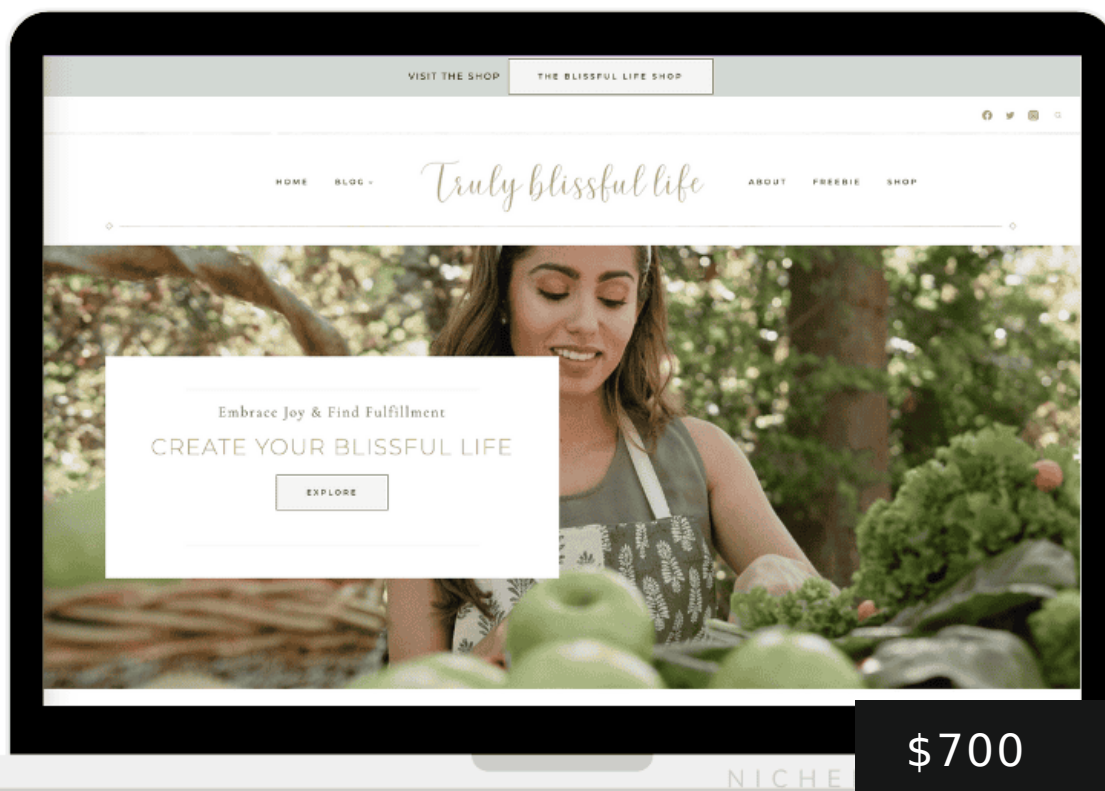 VISIT THE SHOP THE BLISSFUL LIFE SHOP
HOME BLOG Truly blissful life ABOUT FREEBIE SHOP
Embrace Joy & Find Fulfillment
CREATE YOUR BLISSFUL LIFE
EXPLORE
$700